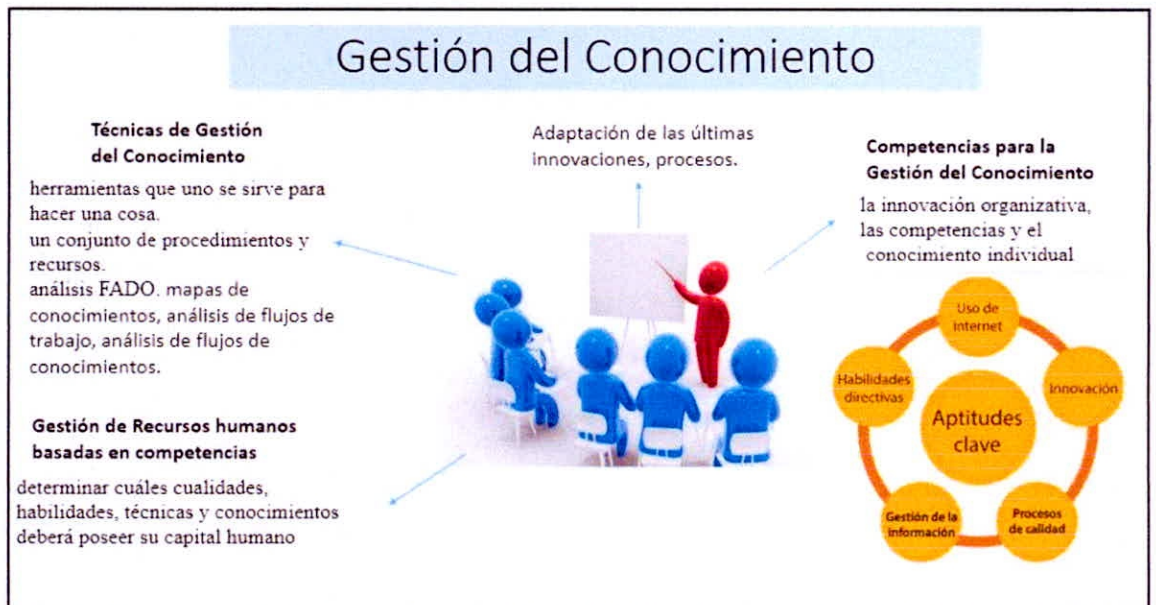 Gestión del Conocimiento
Técnicas de Gestión
del Conocimiento
herramientas que uno se sirve para
hacer una cosa.
un conjunto de procedimientos y
recursos.
análisis FADO. mapas de
conocimientos, análisis de flujos de
trabajo, análisis de flujos de
conocimientos.
Gestión de Recursos humanos
basadas en competencias
determinar cuáles cualidades,
habilidades, técnicas y conocimientos
deberá poseer su capital humano
Adaptación de las últimas
innovaciones, procesos.
Competencias para la
Gestión del Conocimiento
la innovación organizativa,
las competencias y el
conocimiento individual
Uso de
internet
Habilidades
directivas
Innovación
Aptitudes
clave
Gestión de la
información
Procesos
de calidad